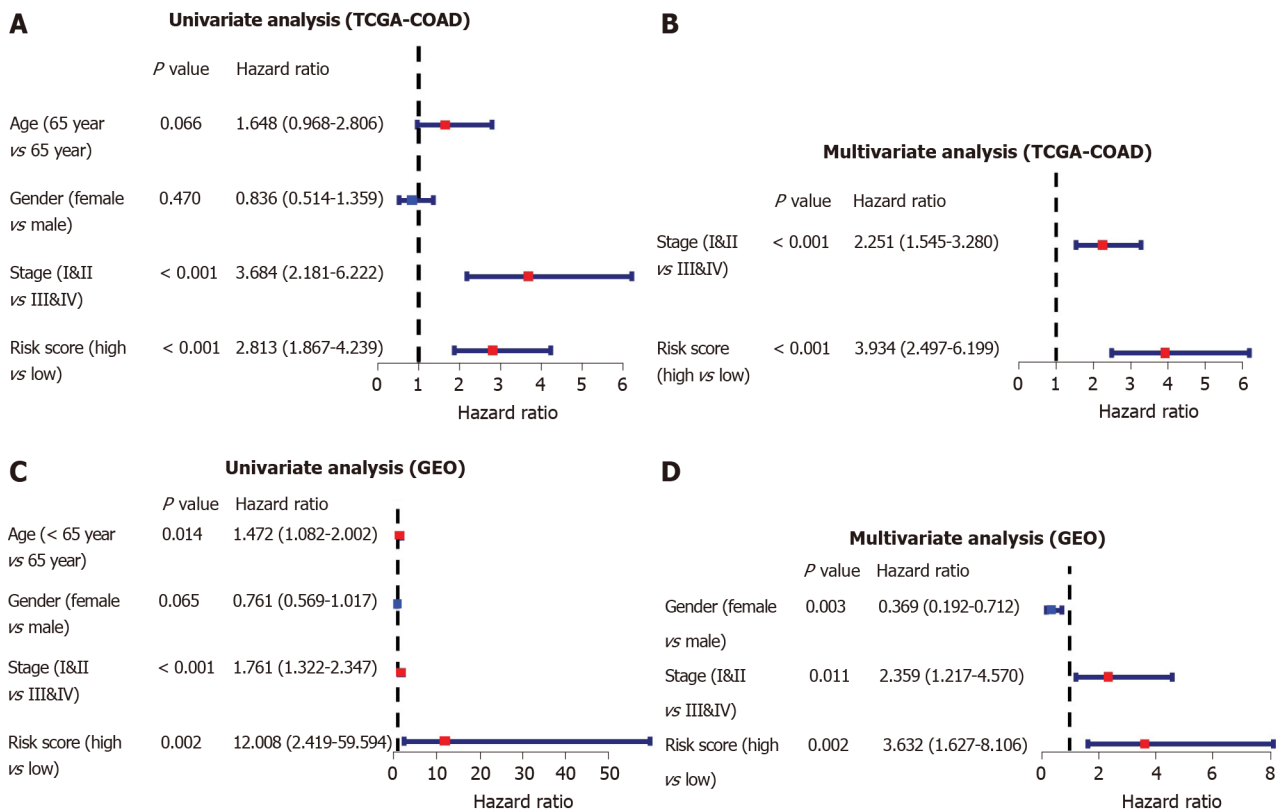 A
Univariate analysis (TCGA-COAD)
P value Hazard ratio
Age (65 year
vs 65 year)
0.066 1.648 (0.968-2.806)
Gender (female
vs male)
0.470 0.836 (0.514-1.359)
Stage (I&II
vs III&IV)
< 0.001 3.684 (2.181-6.222)
Risk score (high
vs low)
< 0.001 2.813 (1.867-4.239)
0 1 2 3 4 5 6
Hazard ratio
B
Multivariate analysis (TCGA-COAD)
P value Hazard ratio
Stage (I&II
vs III&IV)
< 0.001 2.251 (1.545-3.280)
Risk score
(high vs low)
< 0.001 3.934 (2.497-6.199)
0 1 2 3 4 5 6
Hazard ratio
C
Univariate analysis (GEO)
P value Hazard ratio
Age (< 65 year
vs 65 year)
0.014 1.472 (1.082-2.002)
Gender (female
vs male)
0.065 0.761 (0.569-1.017)
Stage (I&II
vs III&IV)
< 0.001 1.761 (1.322-2.347)
Risk score (high
vs low)
0.002 12.008 (2.419-59.594)
0 10 20 30 40 50
Hazard ratio
D
Multivariate analysis (GEO)
P value Hazard ratio
Gender (female
vs male)
0.003 0.369 (0.192-0.712)
Stage (I&II
vs III&IV)
0.011 2.359 (1.217-4.570)
Risk score (high
vs low)
0.002 3.632 (1.627-8.106)
0 2 4 6 8
Hazard ratio